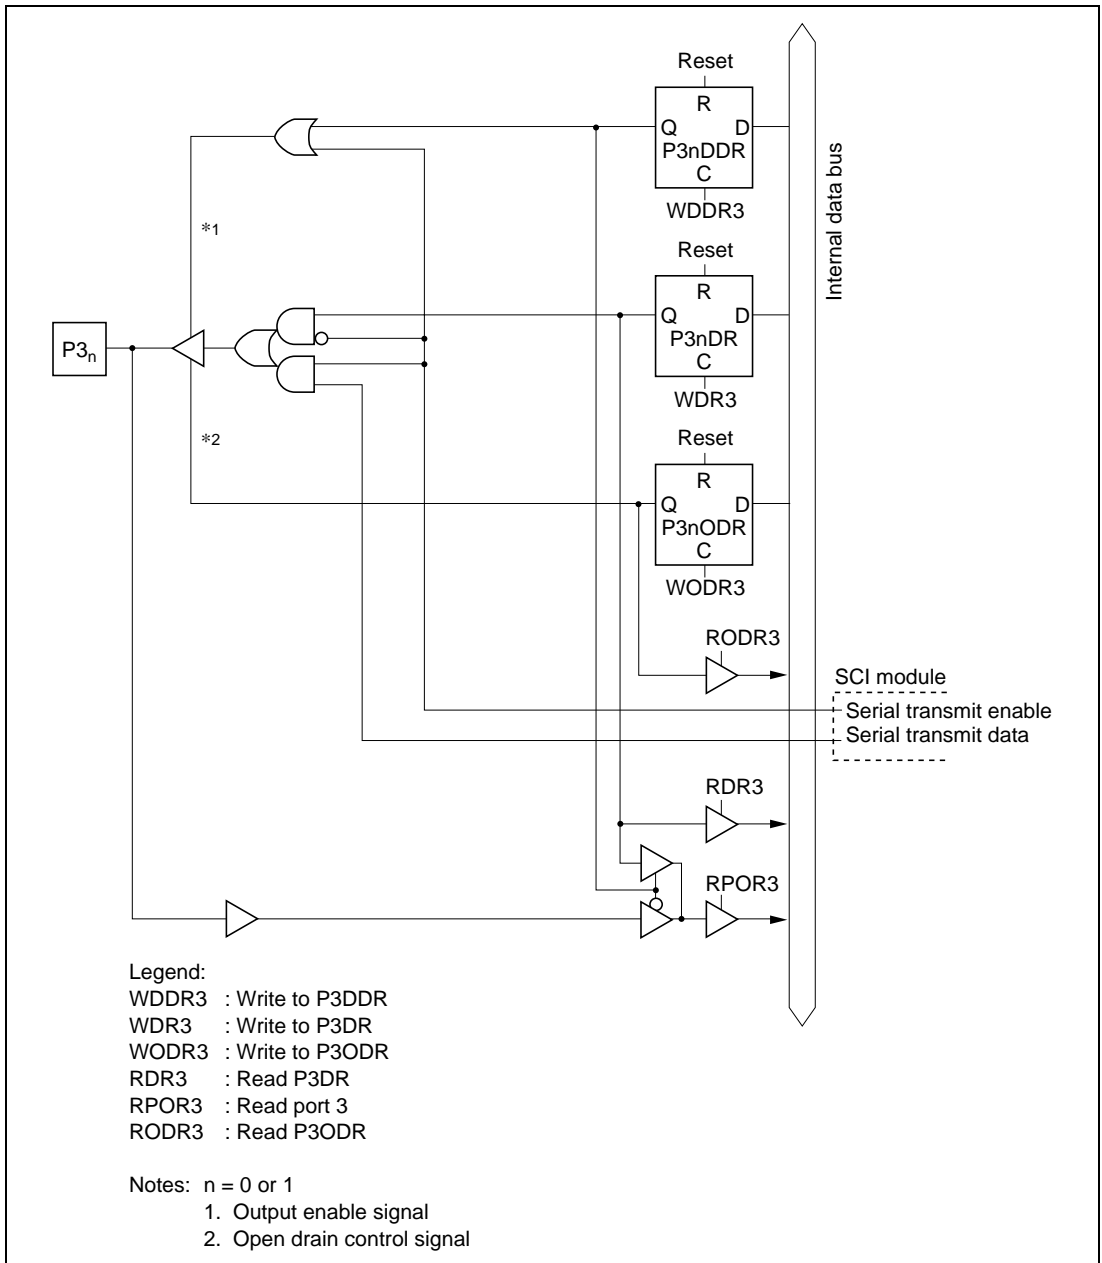 Reset
R
Q D
P3nDDR
C
WDDR3
Internal data bus
*1
Reset
R
Q D
P3nDR
C
WDR3
P3n
*2
Reset
R
Q D
P3nODR
C
WODR3
RODR3
SCI module
Serial transmit enable
Serial transmit data
RDR3
RPOR3
Legend:
WDDR3 : Write to P3DDR
WDR3 : Write to P3DR
WODR3 : Write to P3ODR
RDR3 : Read P3DR
RPOR3 : Read port 3
RODR3 : Read P3ODR
Notes: n = 0 or 1
1. Output enable signal
2. Open drain control signal